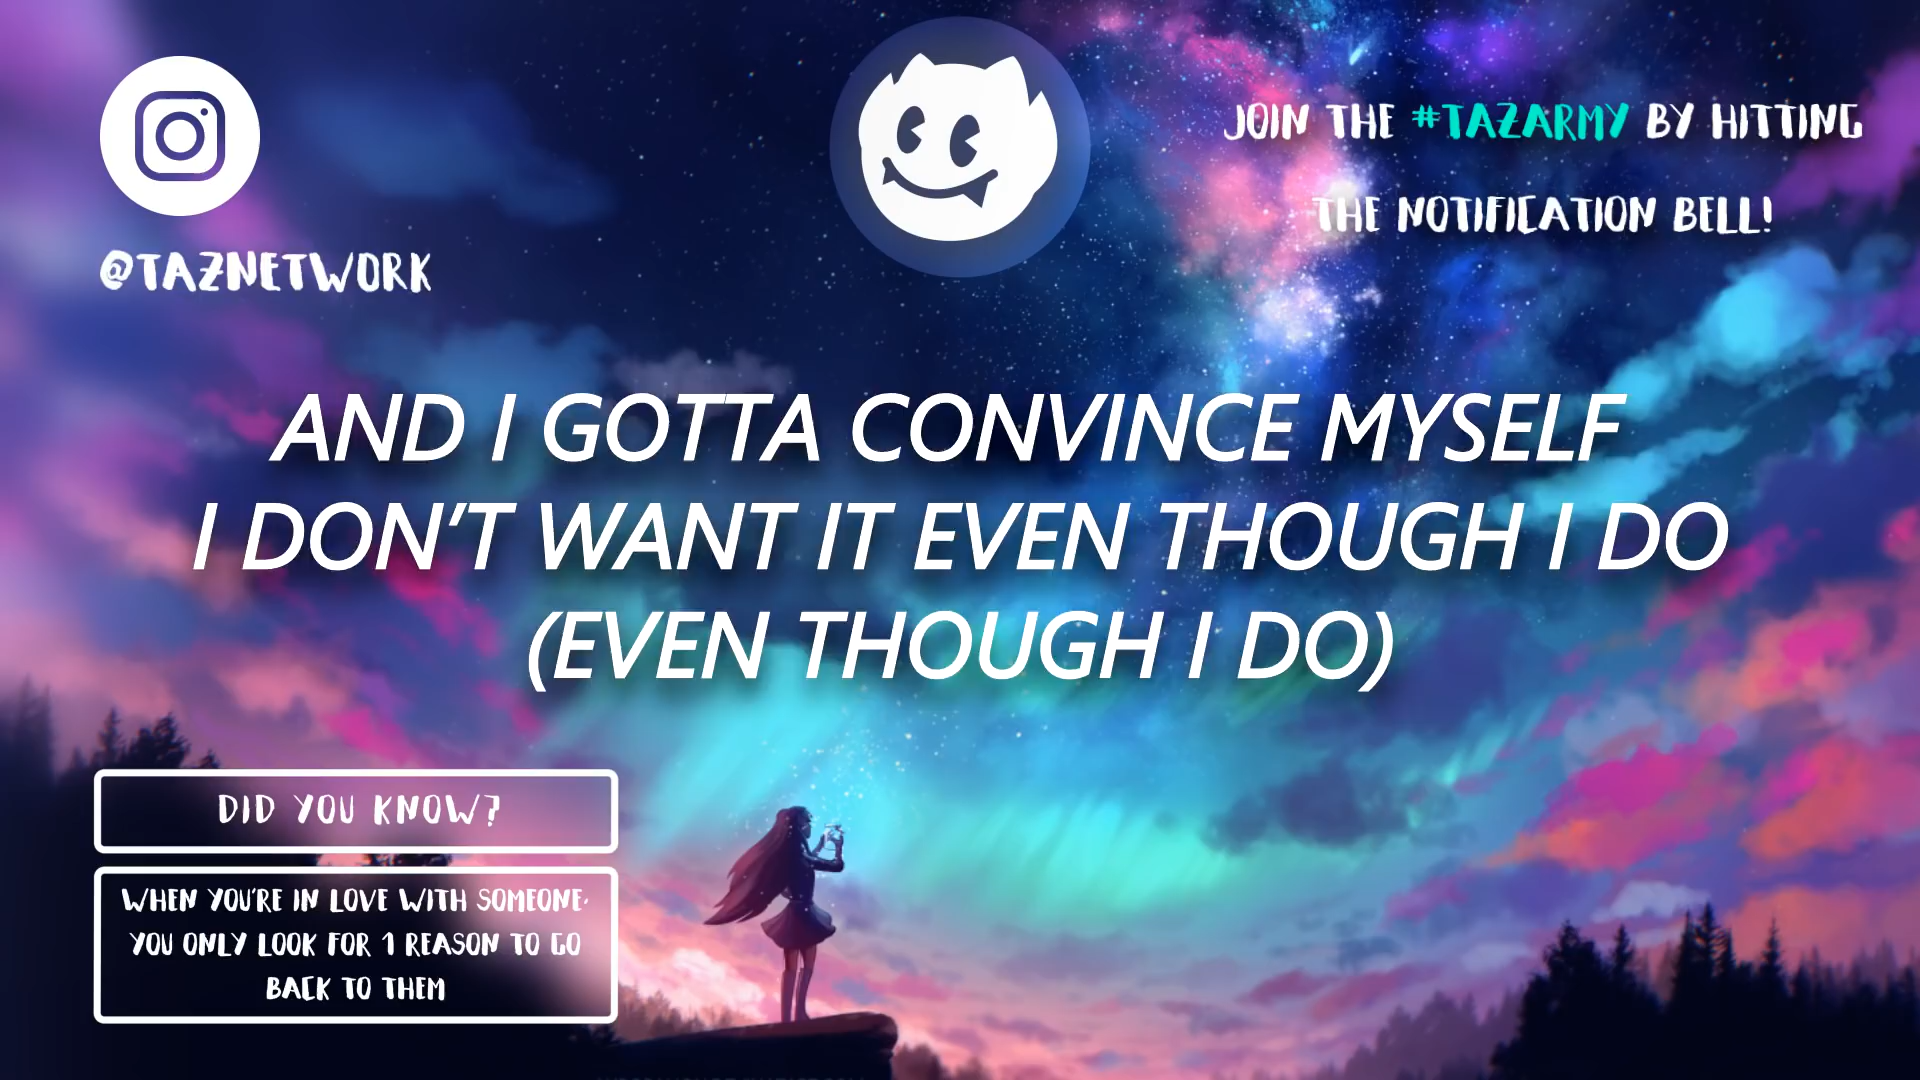 @TAZNETWORK
JOIN THE #TAZARMY BY HITTING
THE NOTIFICATION BELL!
AND I GOTTA CONVINCE MYSELF
I DON'T WANT IT EVEN THOUGH I DO
(EVEN THOUGH I DO)
DID YOU KNOW?
WHEN YOU'RE IN LOVE WITH SOMEONE,
YOU ONLY LOOK FOR 1 REASON TO GO
BACK TO THEM